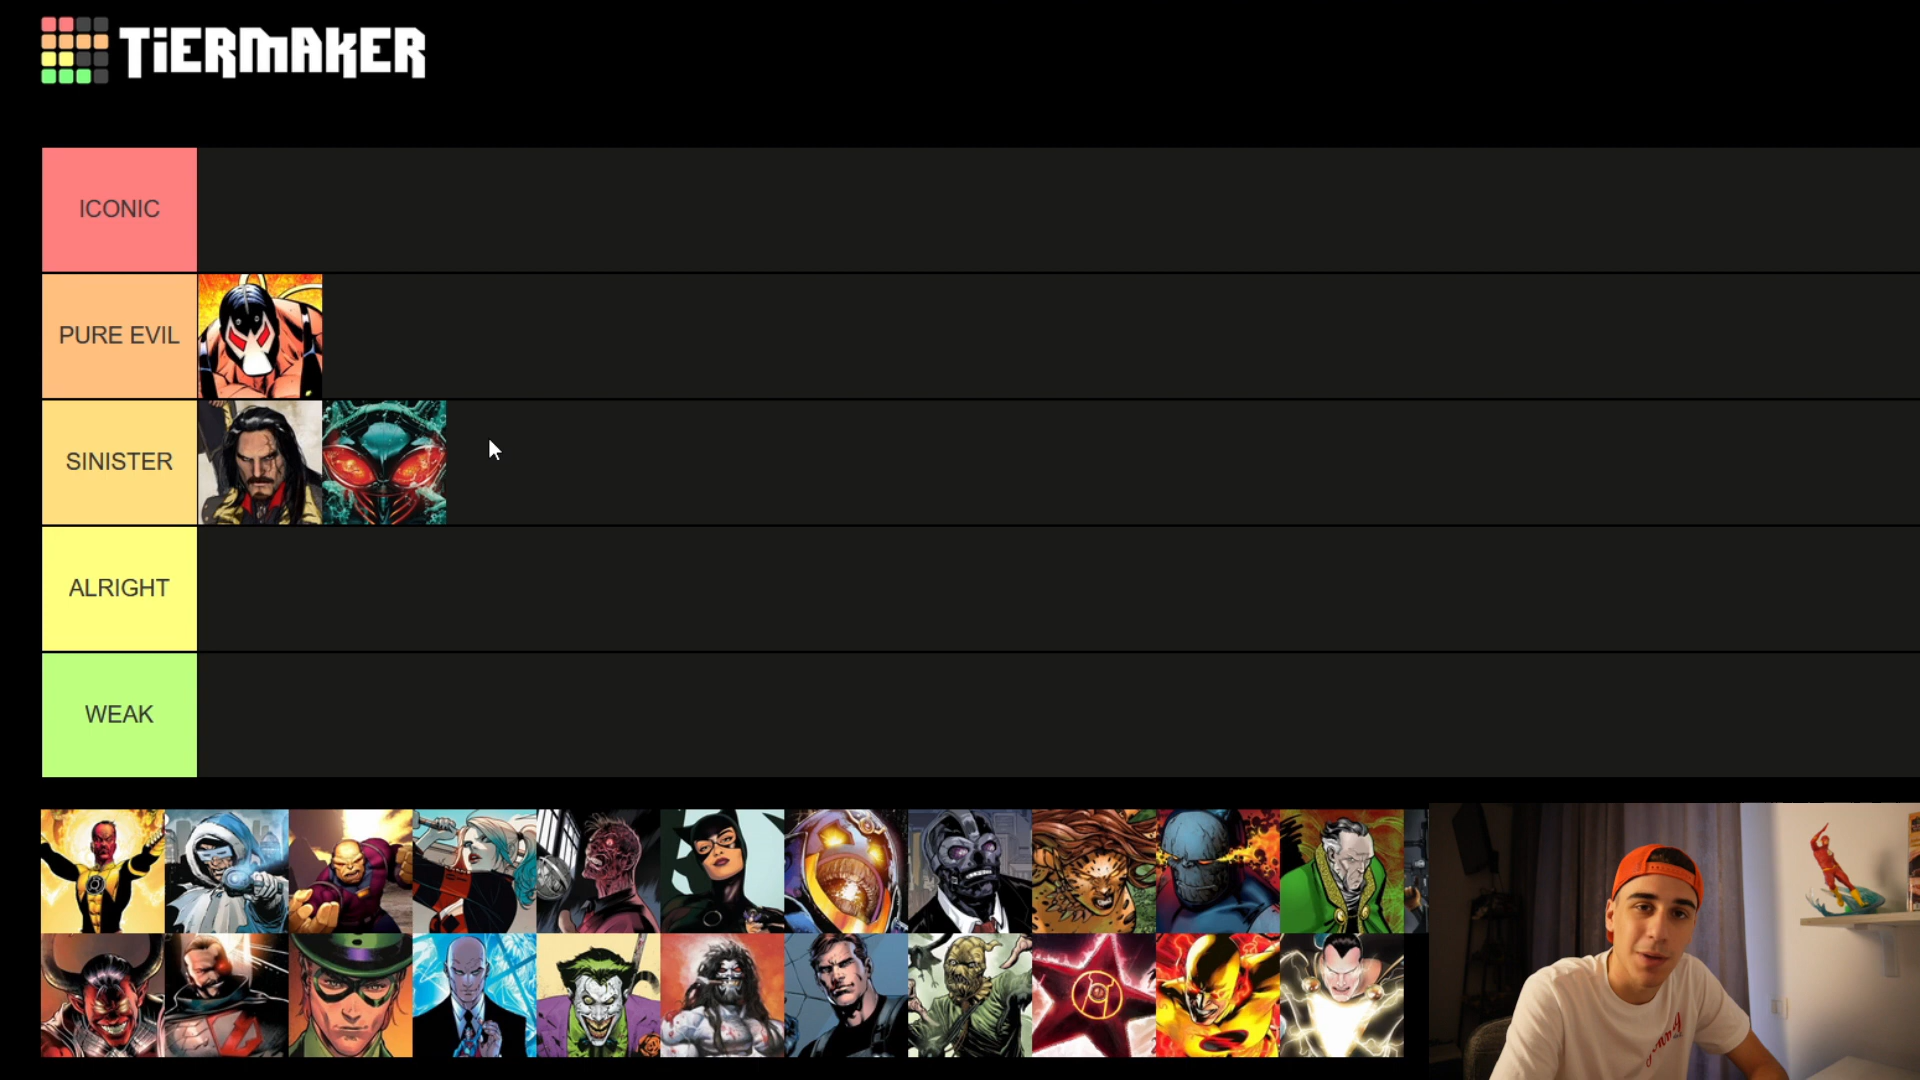 TiERMAKER
ICONIC
PURE EVIL
SINISTER
ALRIGHT
WEAK